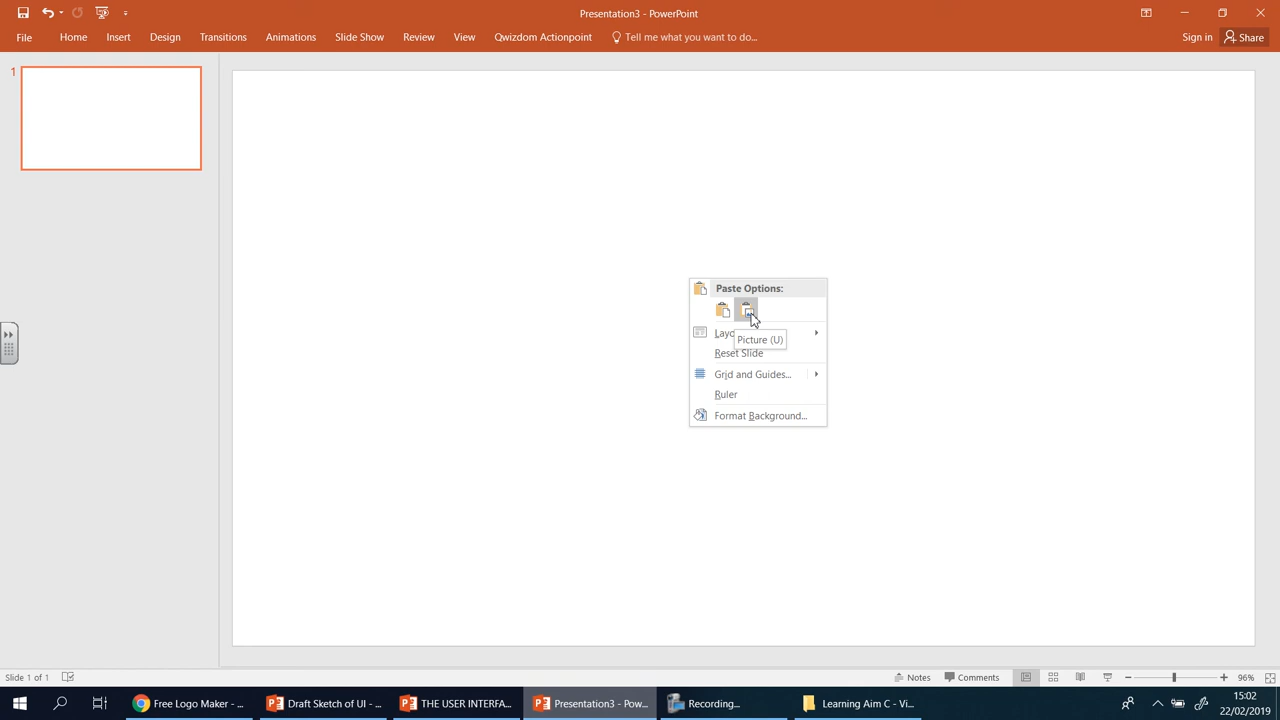 Presentation3 - PowerPoint
File Home Insert Design Transitions Animations Slide Show Review View Qwizdom Actionpoint Tell me what you want to do... Sign in Share
1
Paste Options:
Layo
Picture (U)
Reset Slide
Grid and Guides...
Ruler
Format Background...
Slide 1 of 1 Notes Comments 96%
Free Logo Maker - ... Draft Sketch of UI - ... THE USER INTERFA... Presentation3 - Pow... Recording... Learning Aim C - Vi... 15:02
22/02/2019